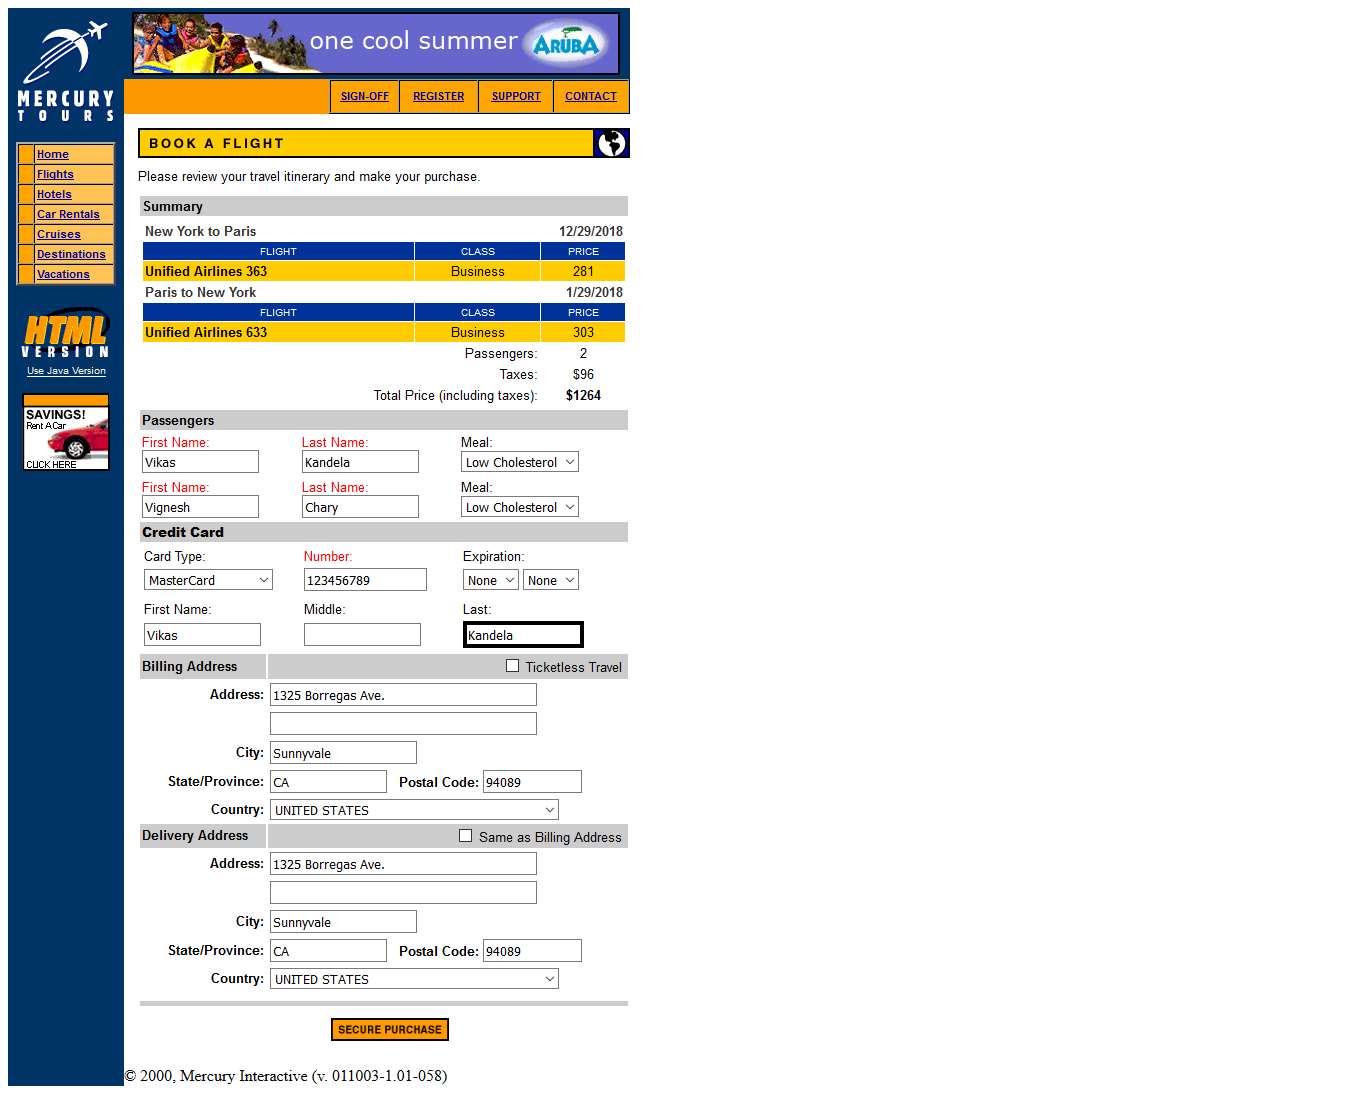 MERCURY
TOURS
one cool summer ARUBA
SIGN-OFF REGISTER SUPPORT CONTACT
Home
Flights
Hotels
Car Rentals
Cruises
Destinations
Vacations
HTML
VERSION
Use Java Version
SAVINGS!
Rent A Car
CLICK HERE
BOOK A FLIGHT
Please review your travel itinerary and make your purchase.
Summary
New York to Paris 12/29/2018
FLIGHT CLASS PRICE
Unified Airlines 363 Business 281
Paris to New York 1/29/2018
FLIGHT CLASS PRICE
Unified Airlines 633 Business 303
Passengers: 2
Taxes: $96
Total Price (including taxes): $1264
Passengers
First Name: Last Name: Meal:
Vikas Kandela Low Cholesterol
First Name: Last Name: Meal:
Vignesh Chary Low Cholesterol
Credit Card
Card Type: Number: Expiration:
MasterCard 123456789 None None
First Name: Middle: Last:
Vikas Kandela
Billing Address Ticketless Travel
Address: 1325 Borregas Ave.
City: Sunnyvale
State/Province: CA Postal Code: 94089
Country: UNITED STATES
Delivery Address Same as Billing Address
Address: 1325 Borregas Ave.
City: Sunnyvale
State/Province: CA Postal Code: 94089
Country: UNITED STATES
SECURE PURCHASE
© 2000, Mercury Interactive (v. 011003-1.01-058)